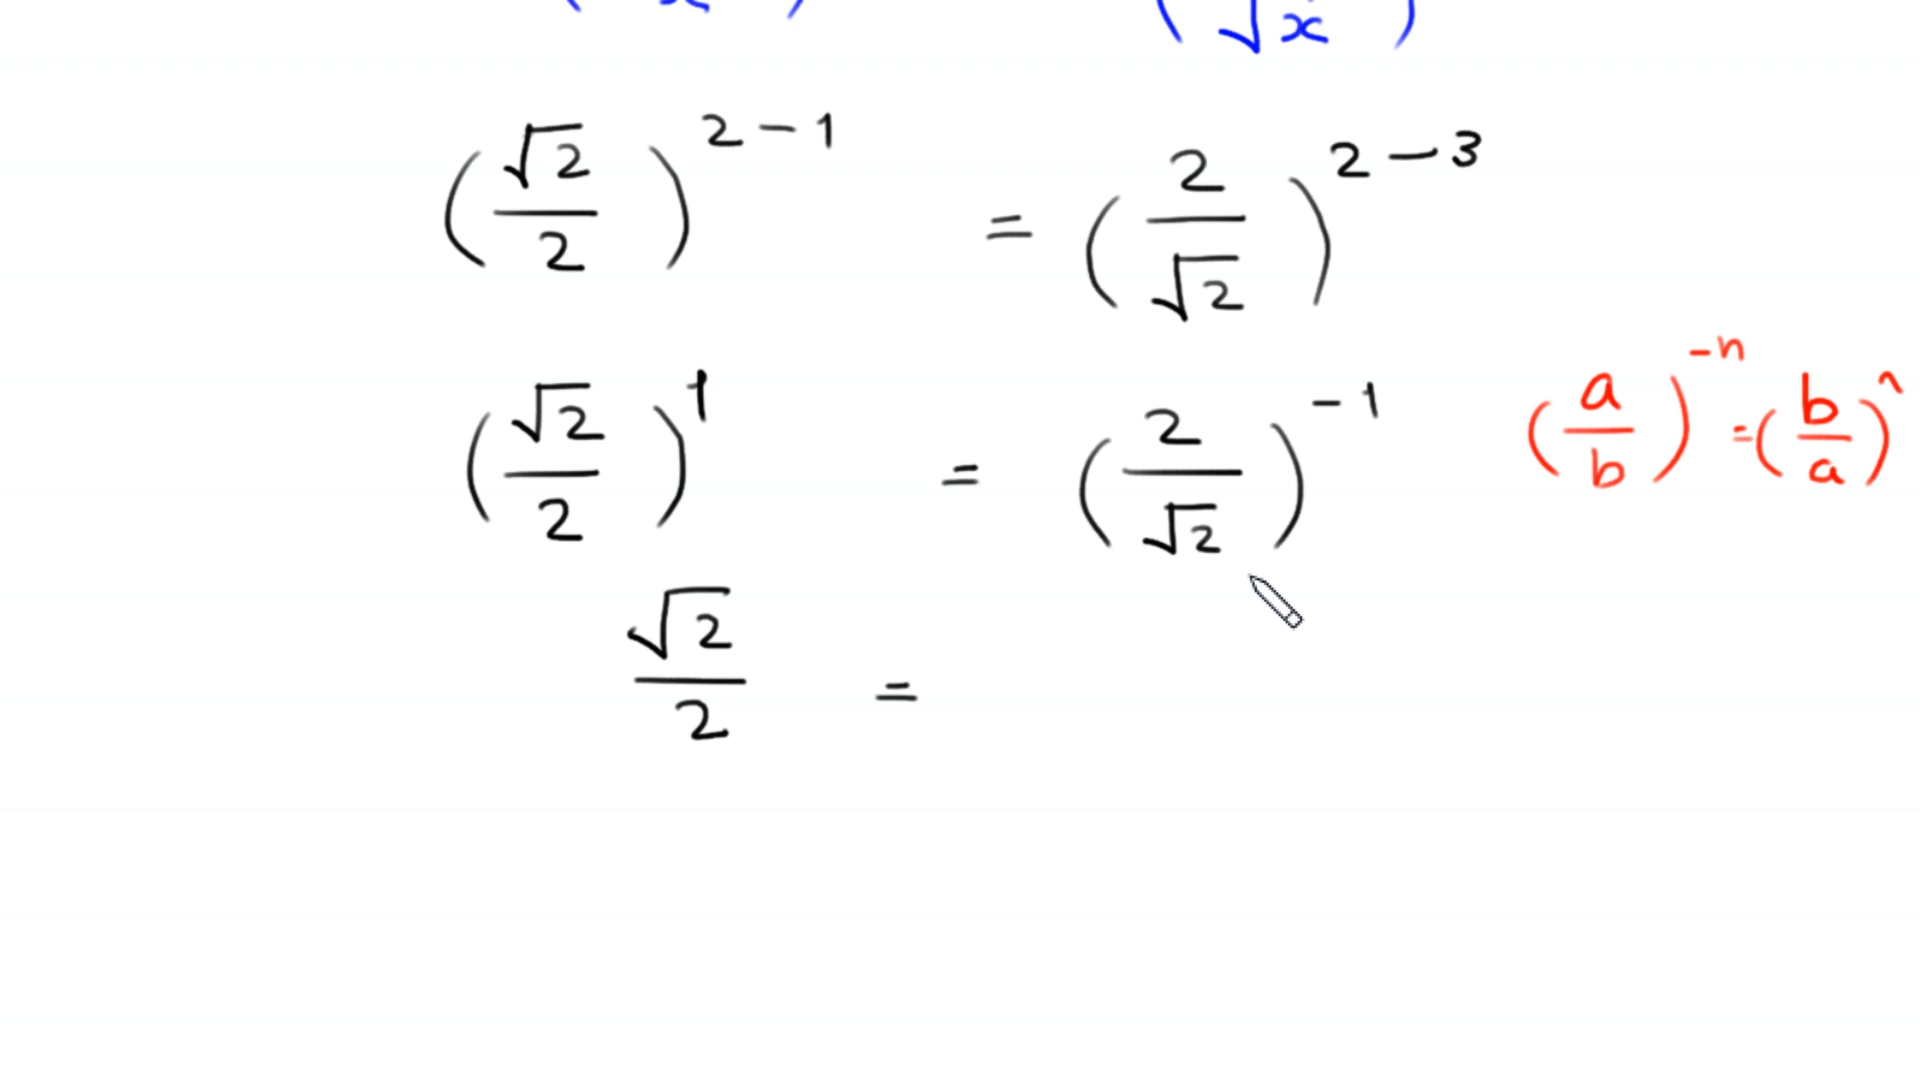 (√2/2)^(2-1) = (2/√2)^(2-3)
(√2/2)^1 = (2/√2)^(-1)
(a/b)^(-n) = (b/a)^n
√2/2 =